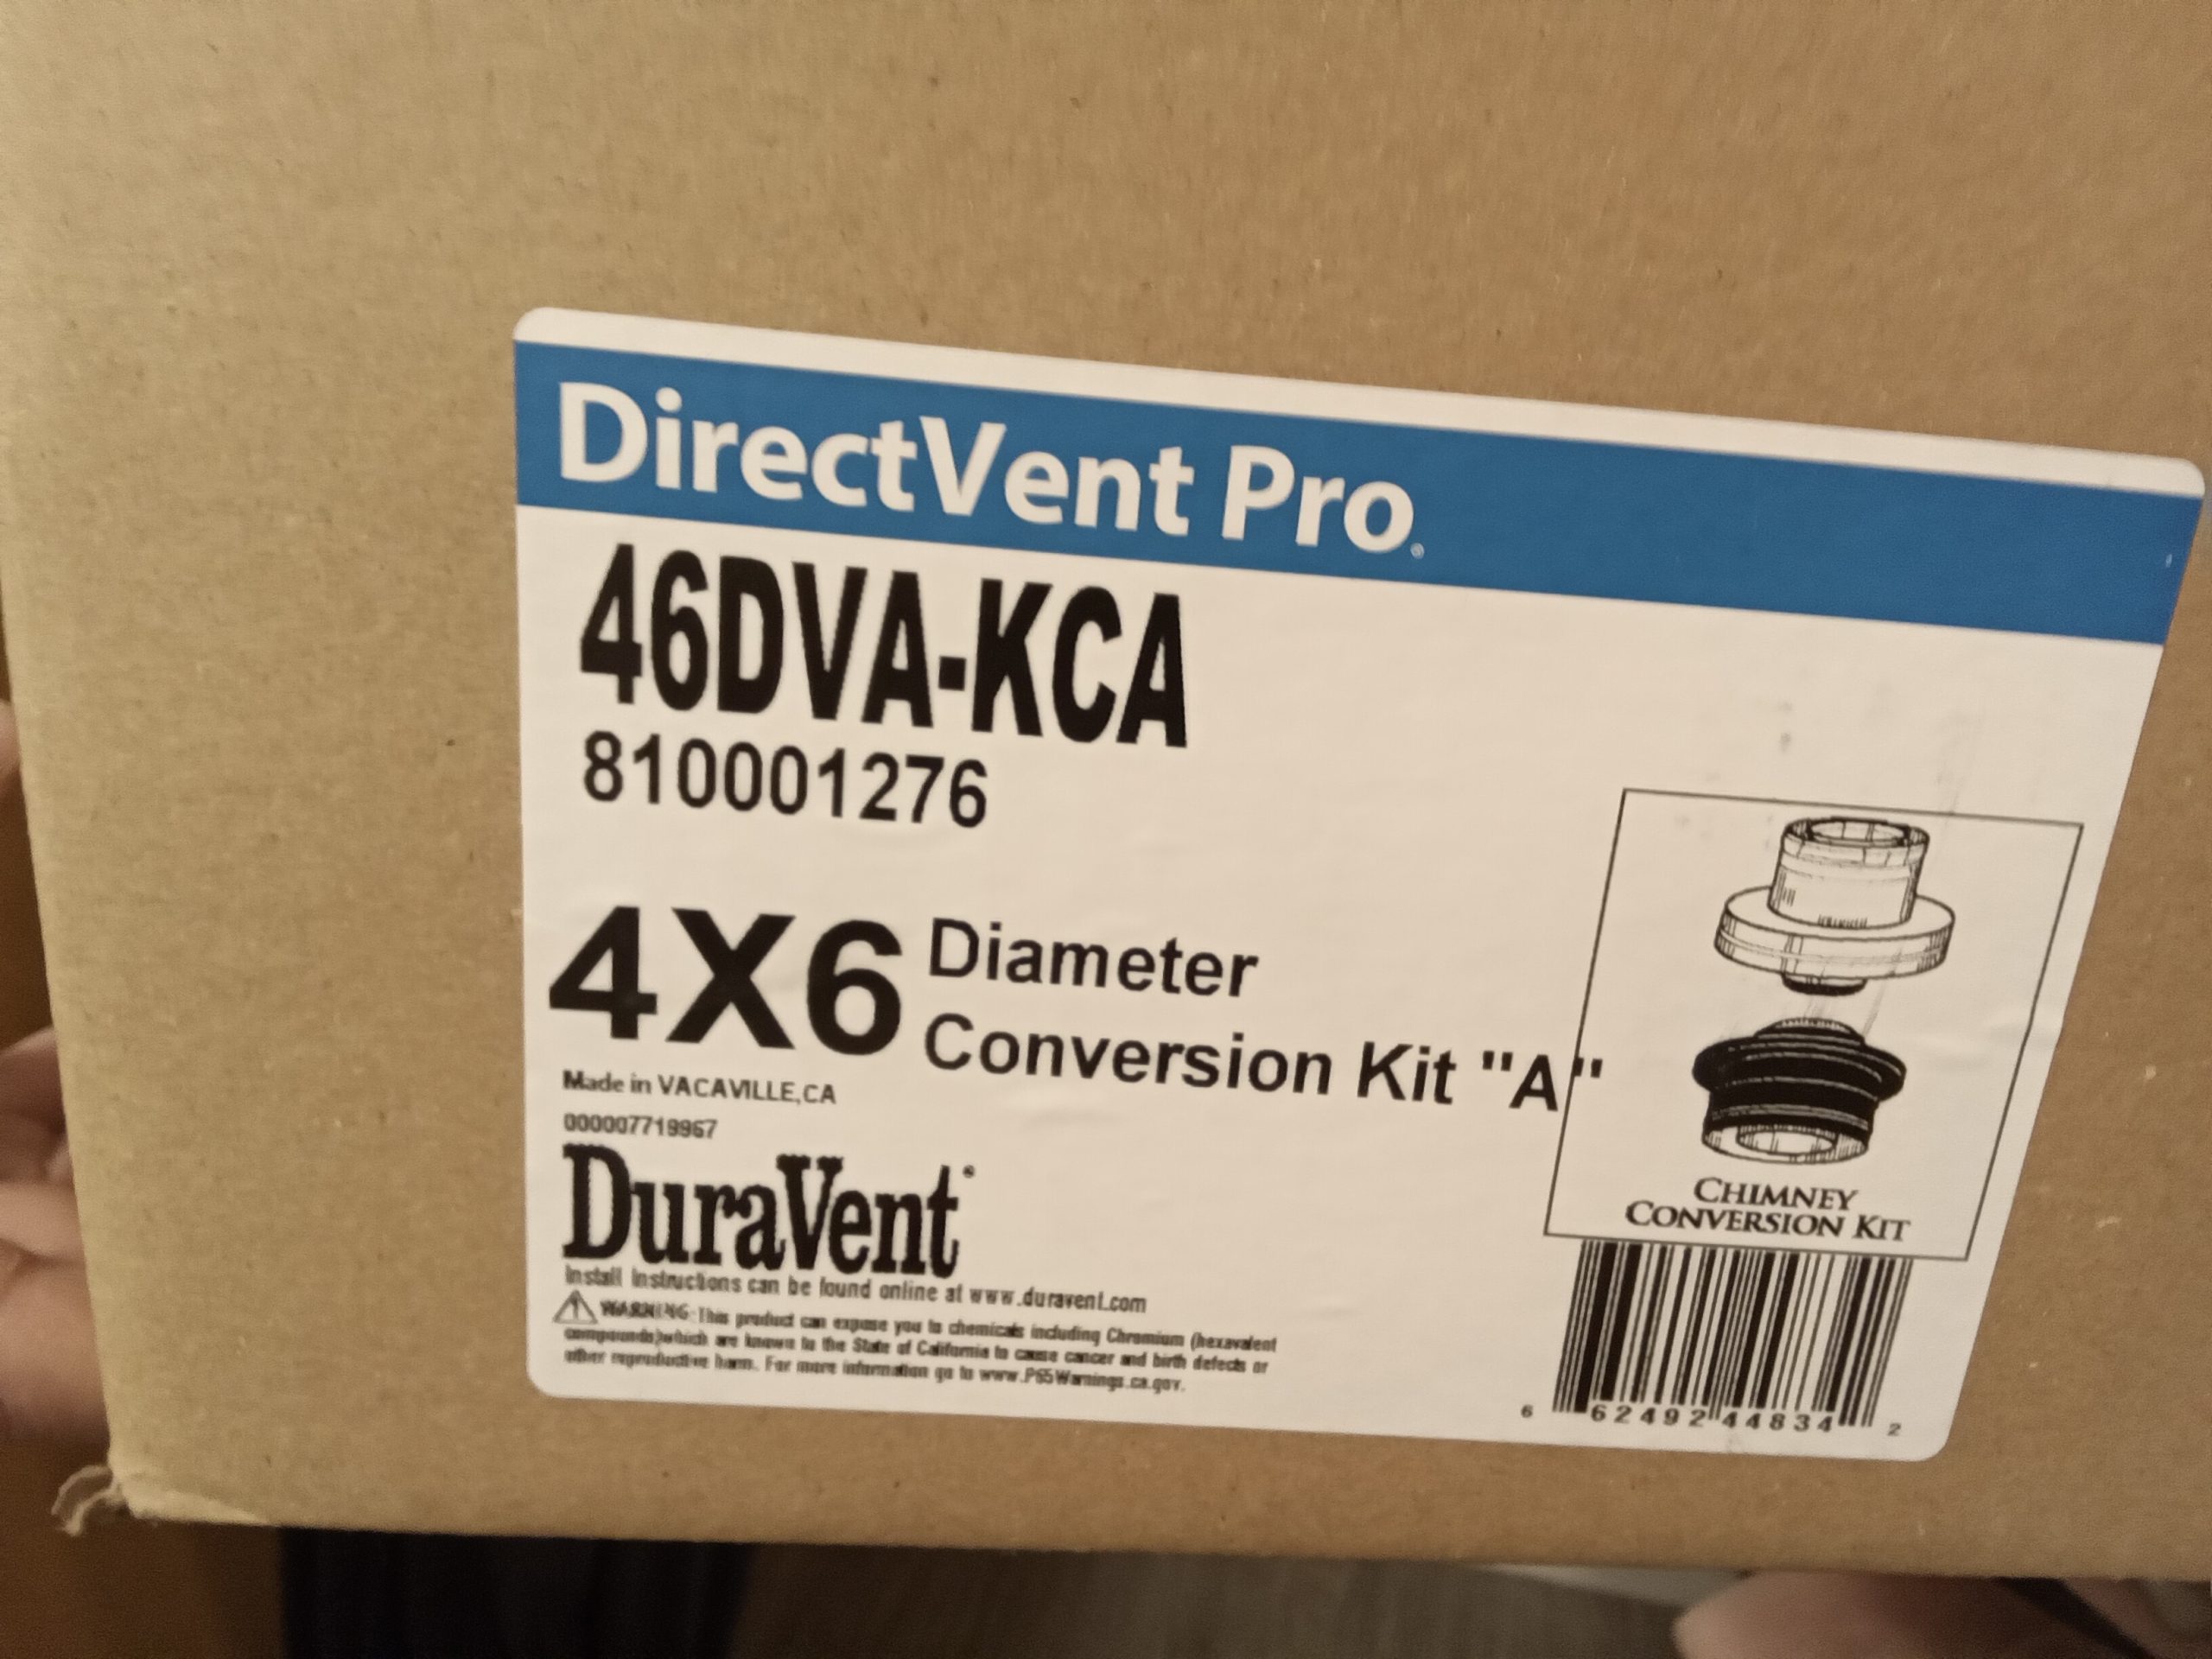 DirectVent Pro®
46DVA-KCA
810001276
4X6 Diameter
Conversion Kit "A"
Made in VACAVILLE,CA
000007719967
DuraVent®
Install Instructions can be found online at www.duravent.com
WARNING: This product can expose you to chemicals including Chromium (hexavalent
compounds)which are known to the State of California to cause cancer and birth defects or
other reproductive harm. For more information go to www.P65Warnings.ca.gov.
CHIMNEY
CONVERSION KIT
6 62492 44834 2